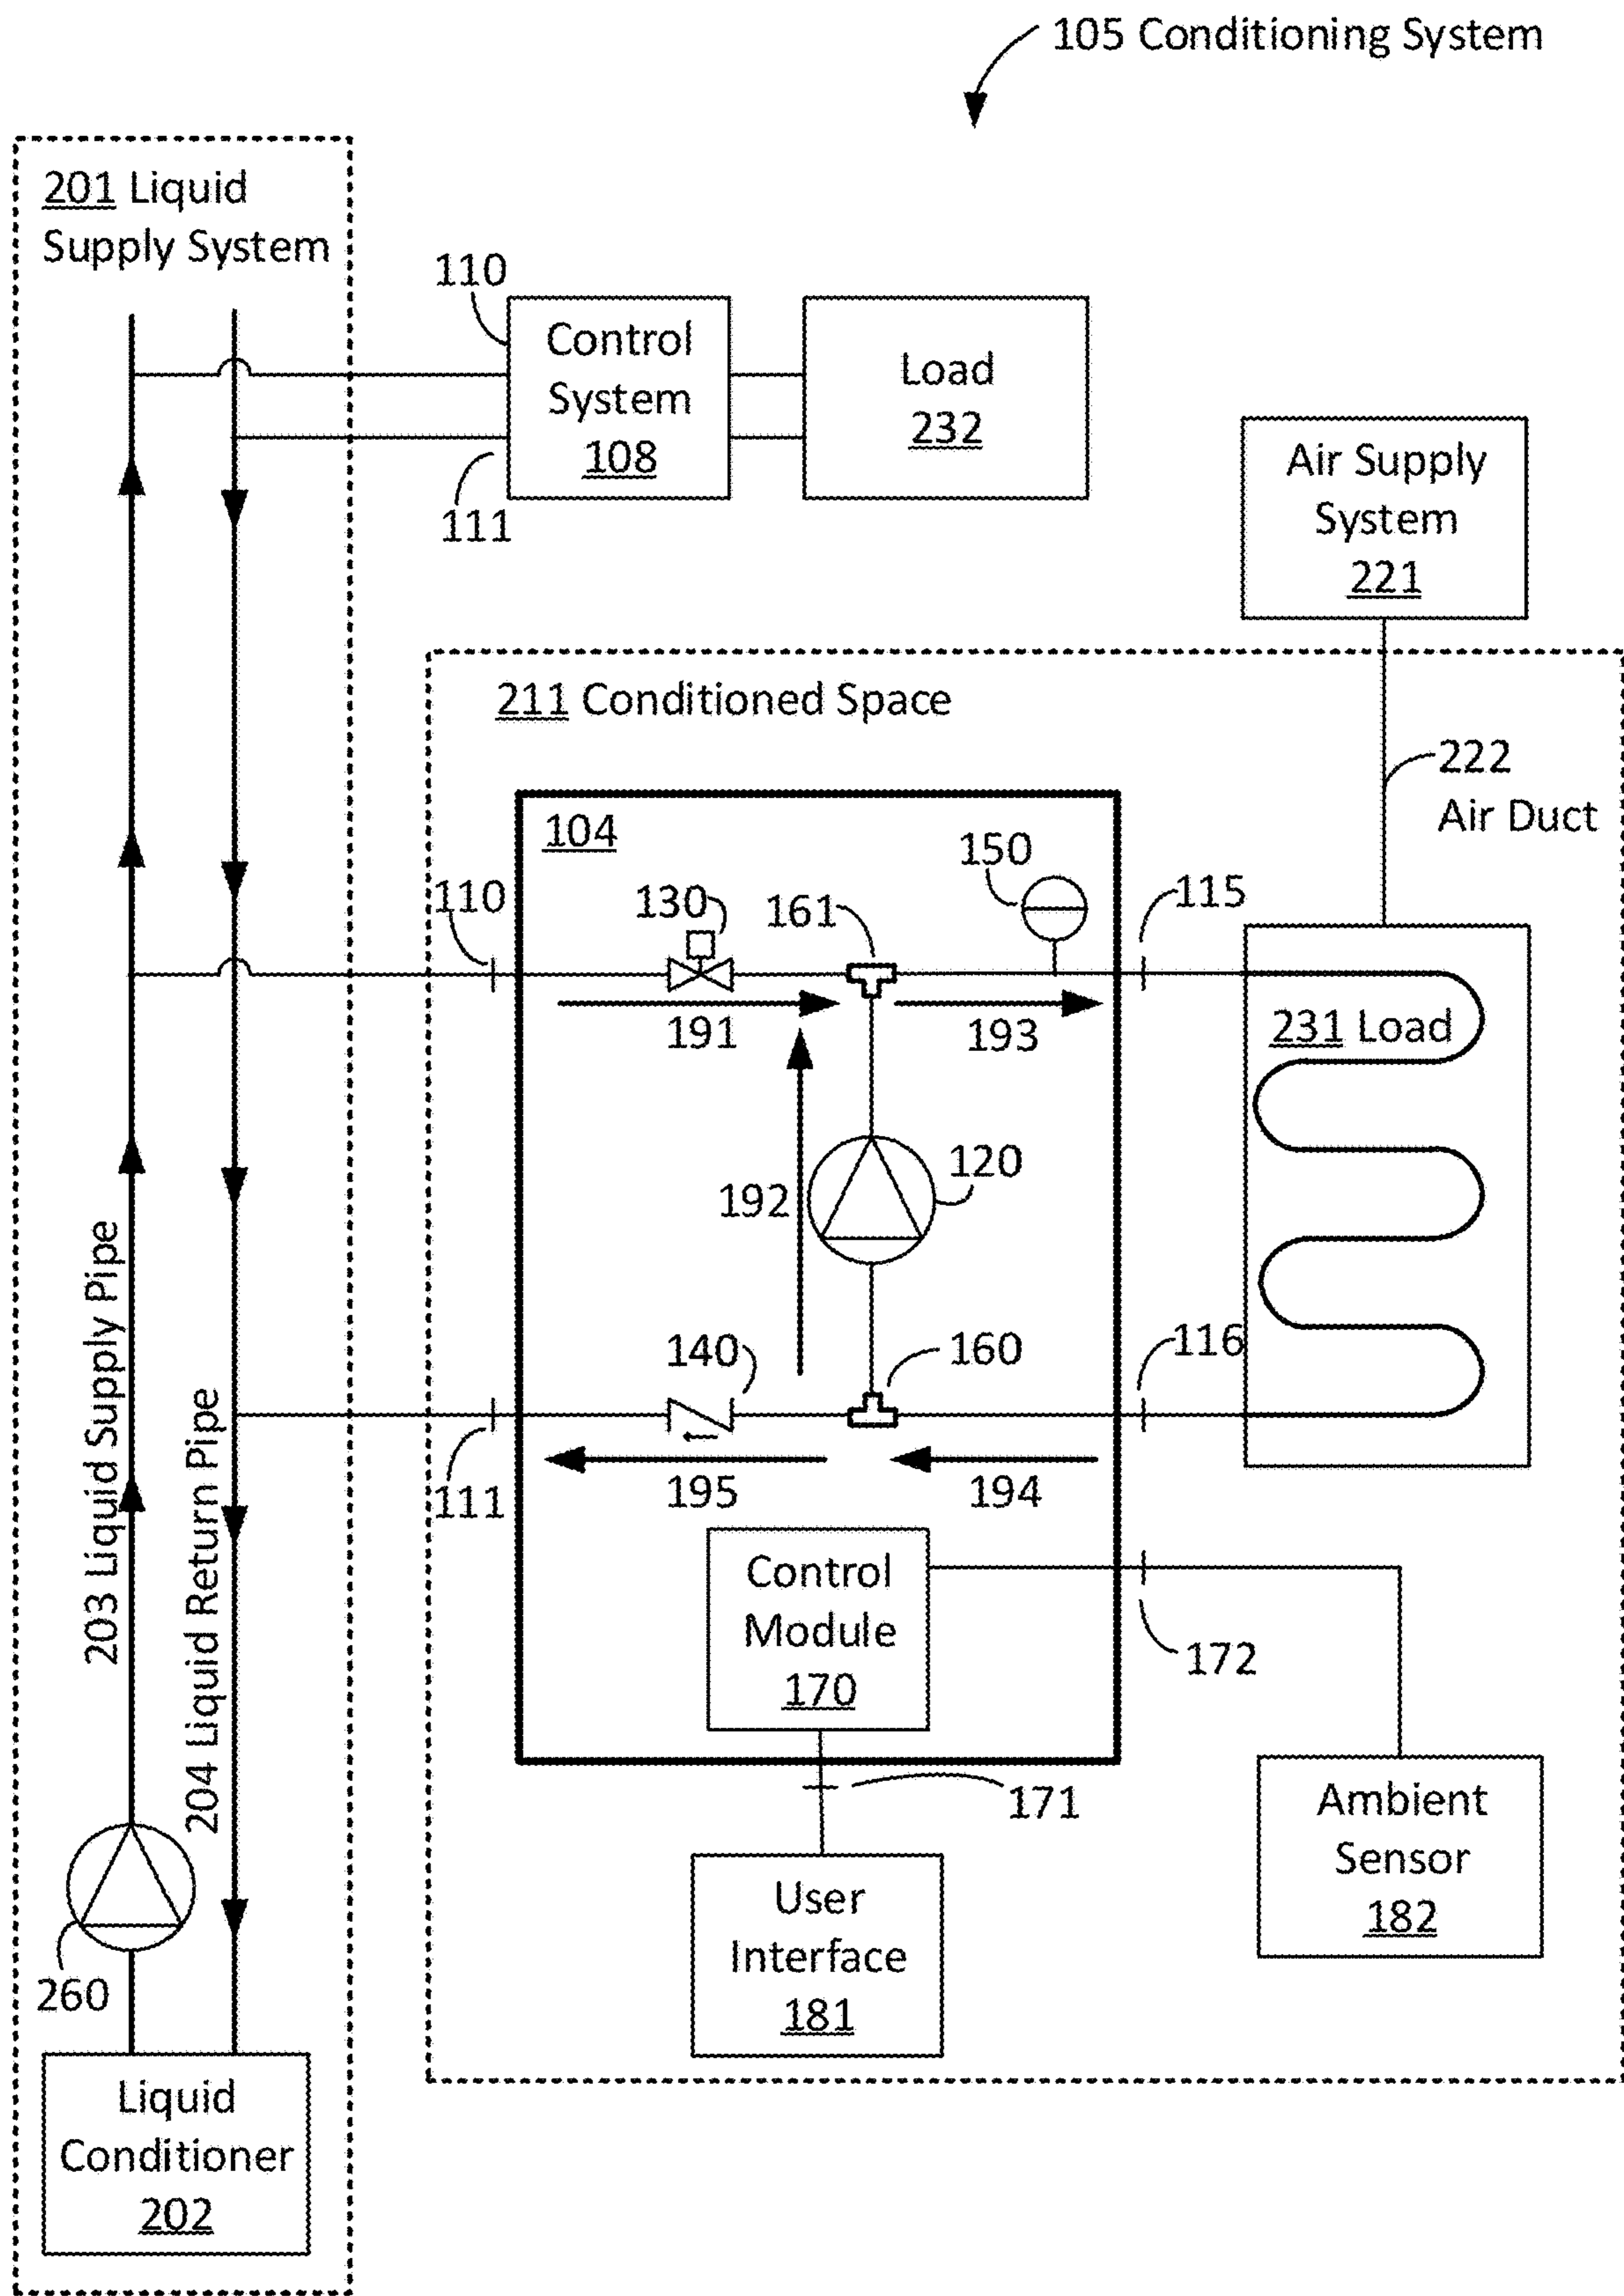 105 Conditioning System
201 Liquid
Supply System
110
Control
System
108
Load
232
111
Air Supply
System
221
211 Conditioned Space
222
Air Duct
104
150
110
130
161
115
191
193
231 Load
120
192
140
160
116
111
195
194
203 Liquid Supply Pipe
204 Liquid Return Pipe
Control
Module
170
172
171
Ambient
Sensor
182
User
Interface
181
260
Liquid
Conditioner
202